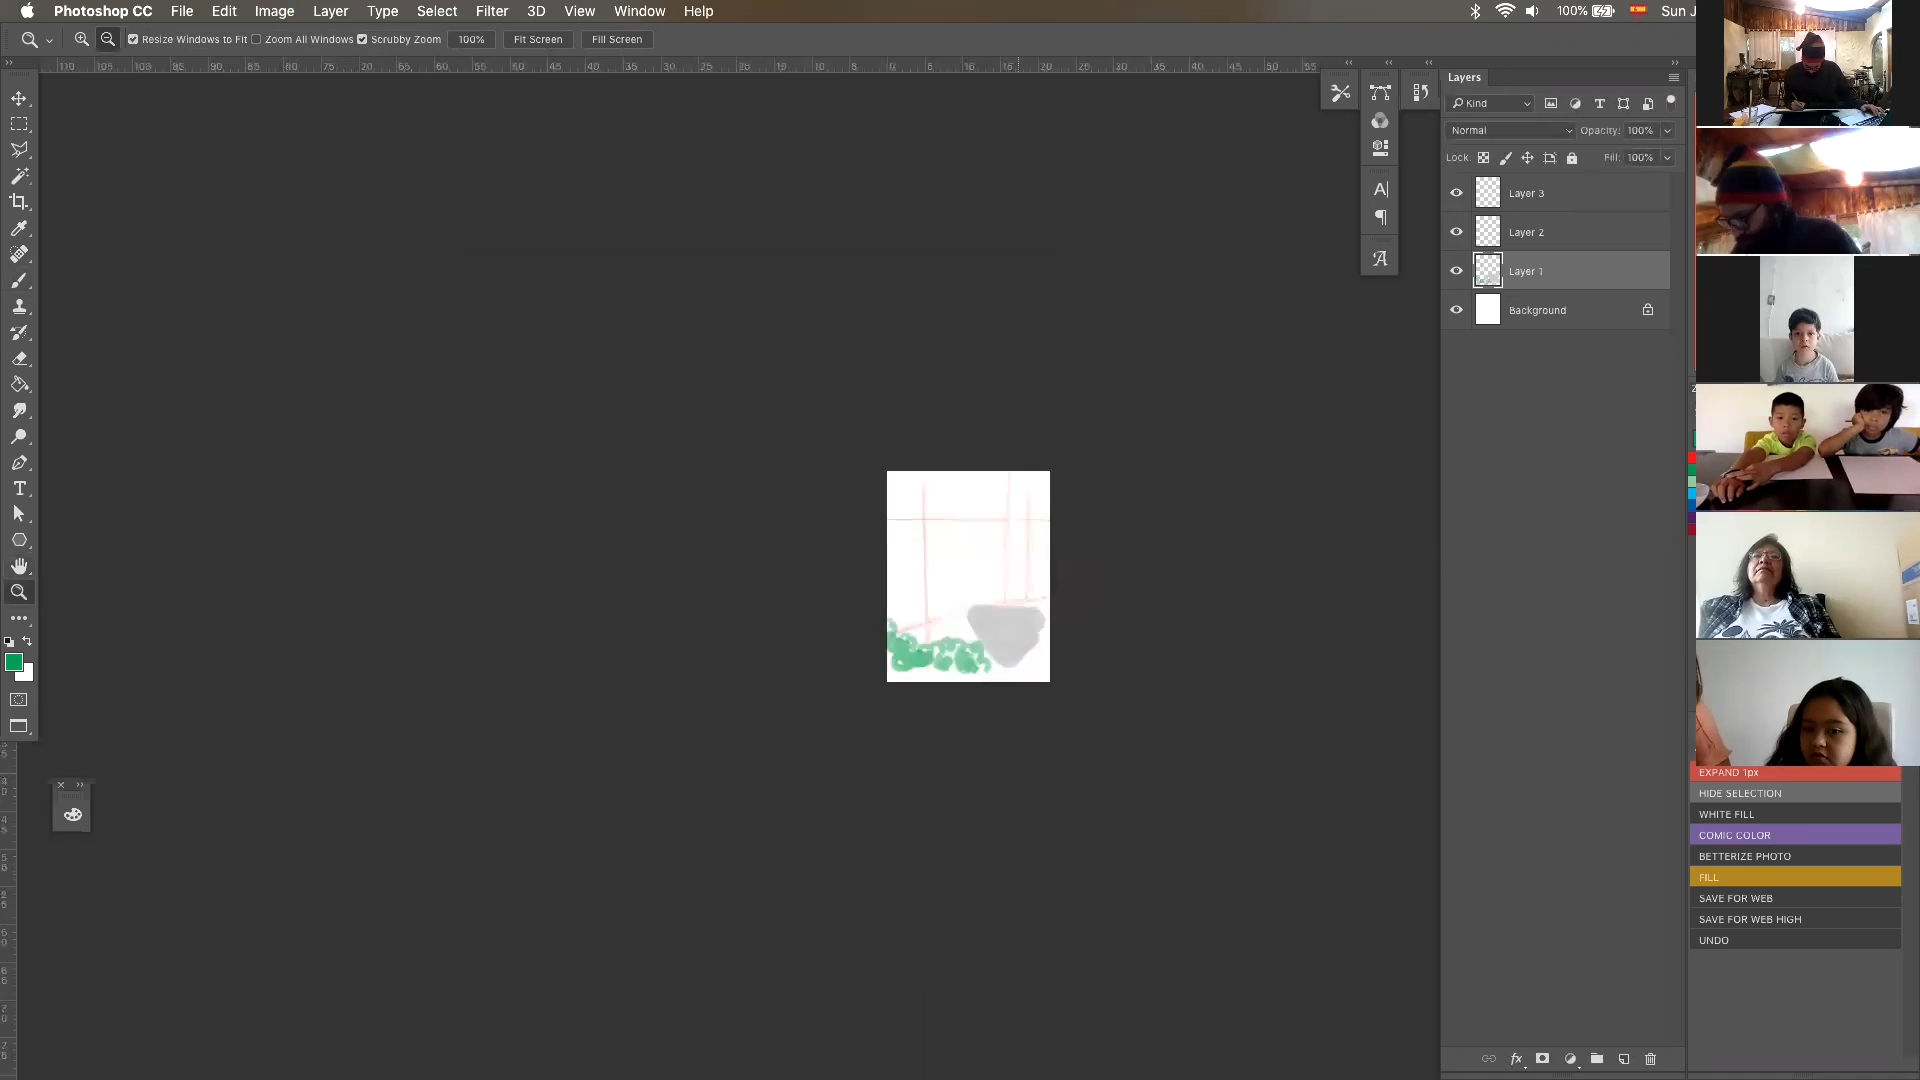 Photoshop CC File Edit Image Layer Type Select Filter 3D View Window Help 100% Sun J
Resize Windows to Fit Zoom All Windows Scrubby Zoom 100% Fit Screen Fill Screen
Layers
Kind
Normal Opacity: 100%
Lock: Fill: 100%
Layer 3
Layer 2
Layer 1
Background
EXPAND 1px
HIDE SELECTION
WHITE FILL
COMIC COLOR
BETTERIZE PHOTO
FILL
SAVE FOR WEB
SAVE FOR WEB HIGH
UNDO